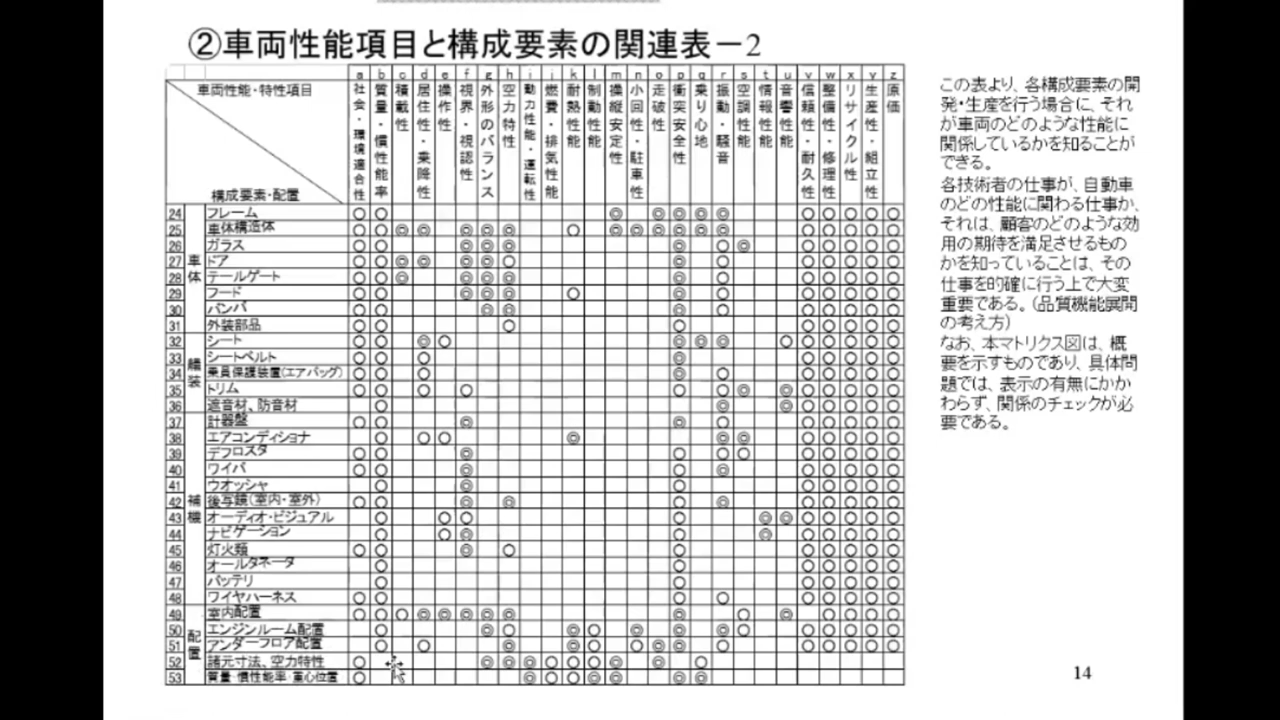 ②車両性能項目と構成要素の関連表－2
a b c d e f g h i j k l m n o p q r s t u v w x y z
車両性能・特性項目
構成要素・配置
社会・環境適合性
質量・慣性能率
積載性
居住性・乗降性
操作性
視界・視認性
外形のバランス
空力特性
動力性能・運転性
燃費・排気性能
耐熱性能
制動性能
操縦安定性
小回性・駐車性
走破性
衝突安全性
乗り心地
振動・騒音
空調性能
情報性能
音響性能
信頼性・耐久性
整備性・修理性
リサイクル性
生産性・組立性
原価
車体
24 フレーム ○ ○ ◎ ◎ ◎ ◎ ◎ ○ ○ ○ ○ ○
25 車体構造体 ○ ○ ◎ ◎ ◎ ◎ ◎ ○ ◎ ◎ ◎ ◎ ◎ ◎ ○ ○ ○ ○ ○
26 ガラス ○ ○ ◎ ◎ ◎ ◎ ○ ◎ ○ ○ ○ ○ ○
27 ドア ○ ○ ◎ ◎ ◎ ◎ ○ ◎ ○ ○ ○ ○ ○ ○
28 テールゲート ○ ○ ◎ ◎ ◎ ◎ ◎ ○ ○ ○ ○ ○ ○
29 フード ○ ○ ◎ ◎ ◎ ○ ◎ ○ ○ ○ ○ ○ ○
30 バンパ ○ ○ ◎ ◎ ◎ ○ ○ ○ ○ ○ ○
31 外装部品 ○ ○ ○ ○ ○ ○ ○ ○ ○
艤装
32 シート ○ ○ ◎ ○ ◎ ◎ ◎ ○ ○ ○ ○ ○ ○
33 シートベルト ○ ○ ○ ◎ ○ ○ ○ ○ ○
34 乗員保護装置(エアバッグ) ○ ○ ○ ◎ ○ ○ ○ ○ ○ ○
35 トリム ○ ○ ◎ ○ ◎ ○ ◎ ◎ ○ ○ ○ ○ ○
36 遮音材、防音材 ○ ◎ ◎ ○ ○ ○ ○ ○
補機
37 計器盤 ○ ○ ◎ ◎ ○ ○ ○ ○ ○ ○
38 エアコンディショナ ○ ○ ○ ◎ ◎ ◎ ○ ○ ○ ○ ○
39 デフロスタ ○ ○ ◎ ○ ○ ○ ○ ○ ○ ○ ○
40 ワイパ ○ ○ ◎ ○ ◎ ○ ○ ○ ○ ○
41 ウオッシャ ○ ◎ ○ ○ ○ ○ ○ ○
42 後写鏡(室内・室外) ○ ○ ◎ ◎ ○ ◎ ○ ○ ○ ○ ○
43 オーディオ・ビジュアル ○ ○ ○ ○ ◎ ◎ ○ ○ ○ ○ ○
44 ナビゲーション ○ ○ ◎ ○ ◎ ○ ○ ○ ○ ○
45 灯火類 ○ ○ ◎ ○ ○ ○ ○ ○ ○ ○
46 オールタネータ ○ ○ ○ ○ ○ ○ ○
47 バッテリ ○ ○ ○ ○ ○ ○ ○
48 ワイヤハーネス ○ ○ ○ ○ ○ ○ ○ ○ ○
配置
49 室内配置 ○ ○ ○ ◎ ◎ ◎ ◎ ◎ ◎ ○ ◎ ○ ○ ○ ○ ○
50 エンジンルーム配置 ○ ◎ ○ ◎ ○ ◎ ◎ ◎ ○ ○ ○ ○ ○ ○
51 アンダーフロア配置 ○ ○ ◎ ◎ ○ ○ ◎ ◎ ○ ○ ○ ○ ○ ○
52 諸元寸法、空力特性 ○ ◎ ◎ ◎ ○ ◎ ○ ◎ ◎ ○
53 質量・慣性能率・重心位置 ○ ◎ ○ ○ ◎ ◎ ◎ ◎
この表より、各構成要素の開
発・生産を行う場合に、それ
が車両のどのような性能に
関係しているかを知ることが
できる。
各技術者の仕事が、自動車
のどの性能に関わる仕事か、
それは、顧客のどのような効
用の期待を満足させるもの
かを知っていることは、その
仕事を的確に行う上で大変
重要である。(品質機能展開
の考え方)
なお、本マトリクス図は、概
要を示すものであり、具体問
題では、表示の有無にかか
わらず、関係のチェックが必
要である。
14